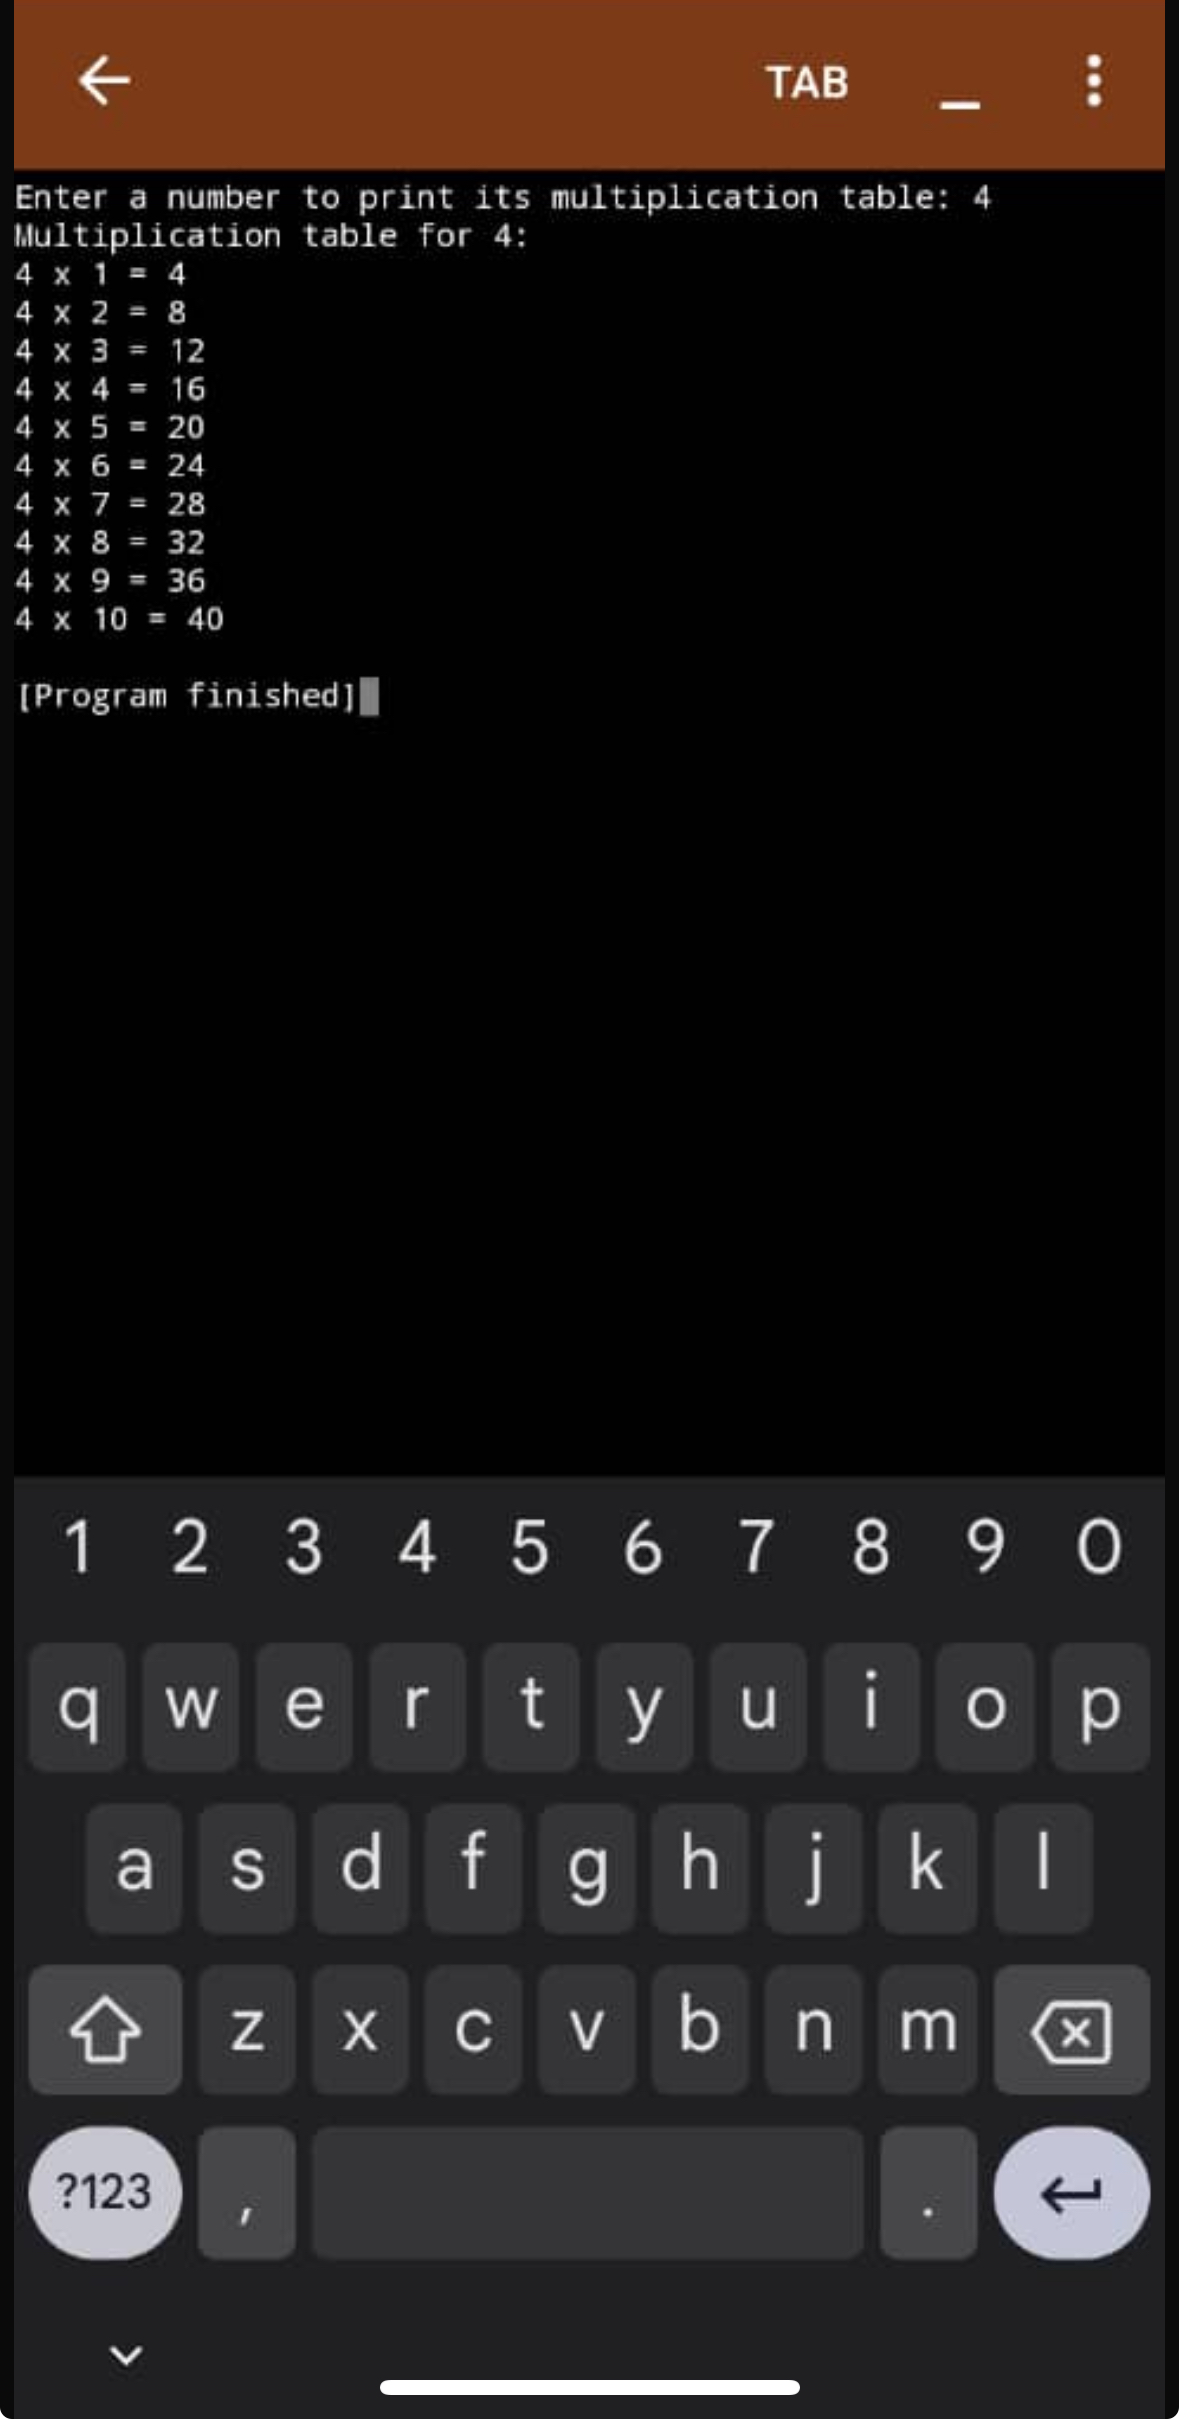 TAB _
Enter a number to print its multiplication table: 4
Multiplication table for 4:
4 x 1 = 4
4 x 2 = 8
4 x 3 = 12
4 x 4 = 16
4 x 5 = 20
4 x 6 = 24
4 x 7 = 28
4 x 8 = 32
4 x 9 = 36
4 x 10 = 40
[Program finished]
1 2 3 4 5 6 7 8 9 0
q w e r t y u i o p
a s d f g h j k l
z x c v b n m
?123 , .